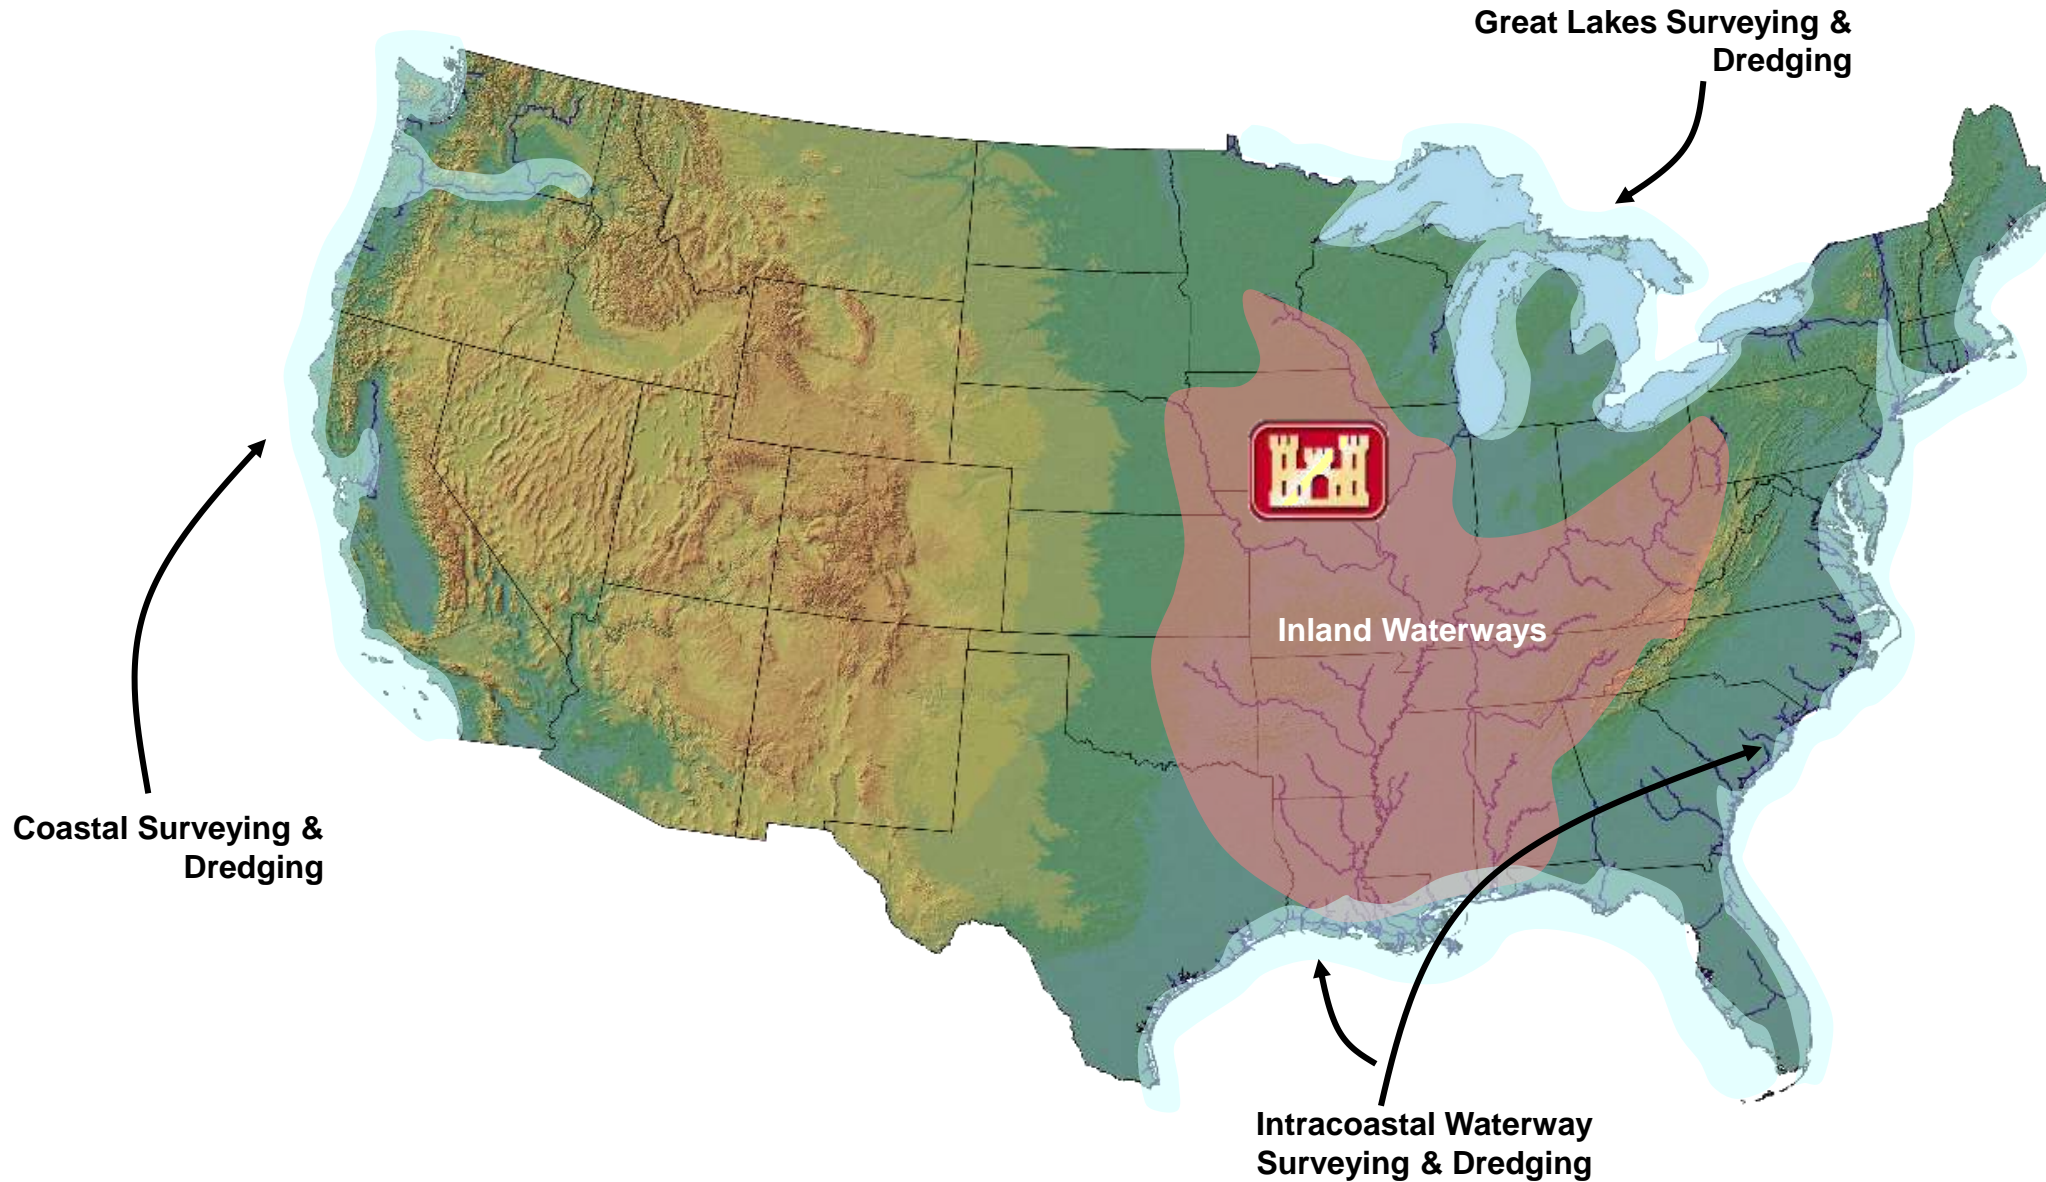 Great Lakes Surveying &
Dredging
Inland Waterways
Coastal Surveying &
Dredging
Intracoastal Waterway
Surveying & Dredging